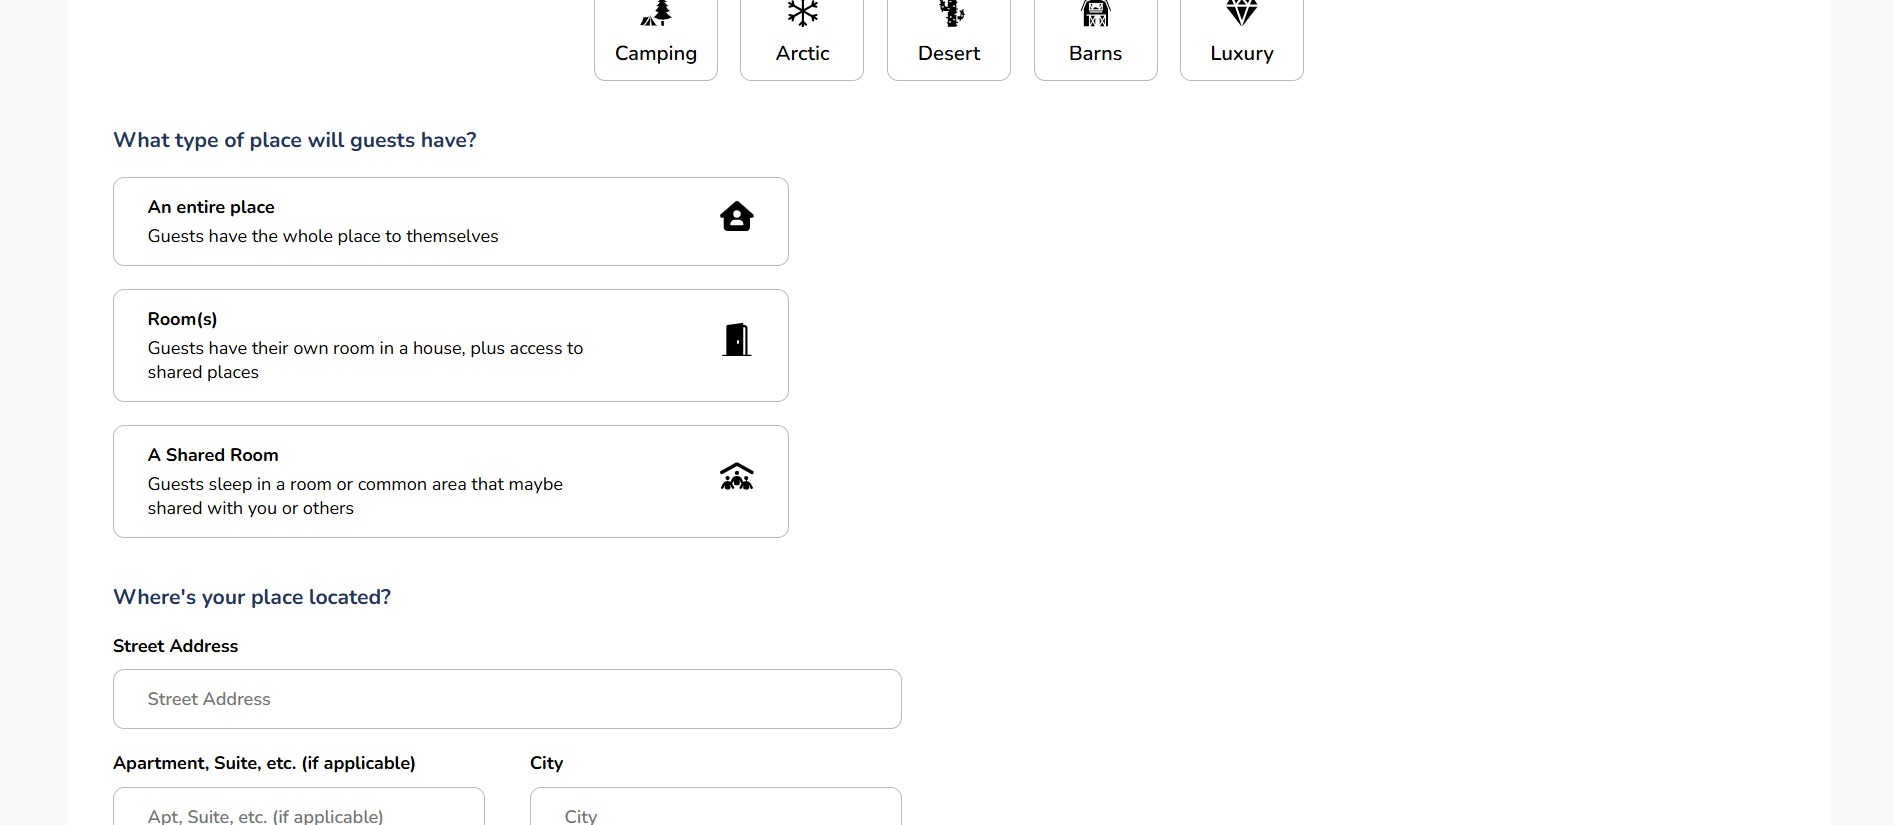 Camping
Arctic
Desert
Barns
Luxury
What type of place will guests have?
An entire place
Guests have the whole place to themselves
Room(s)
Guests have their own room in a house, plus access to
shared places
A Shared Room
Guests sleep in a room or common area that maybe
shared with you or others
Where's your place located?
Street Address
Street Address
Apartment, Suite, etc. (if applicable)
City
Apt, Suite, etc. (if applicable)
City